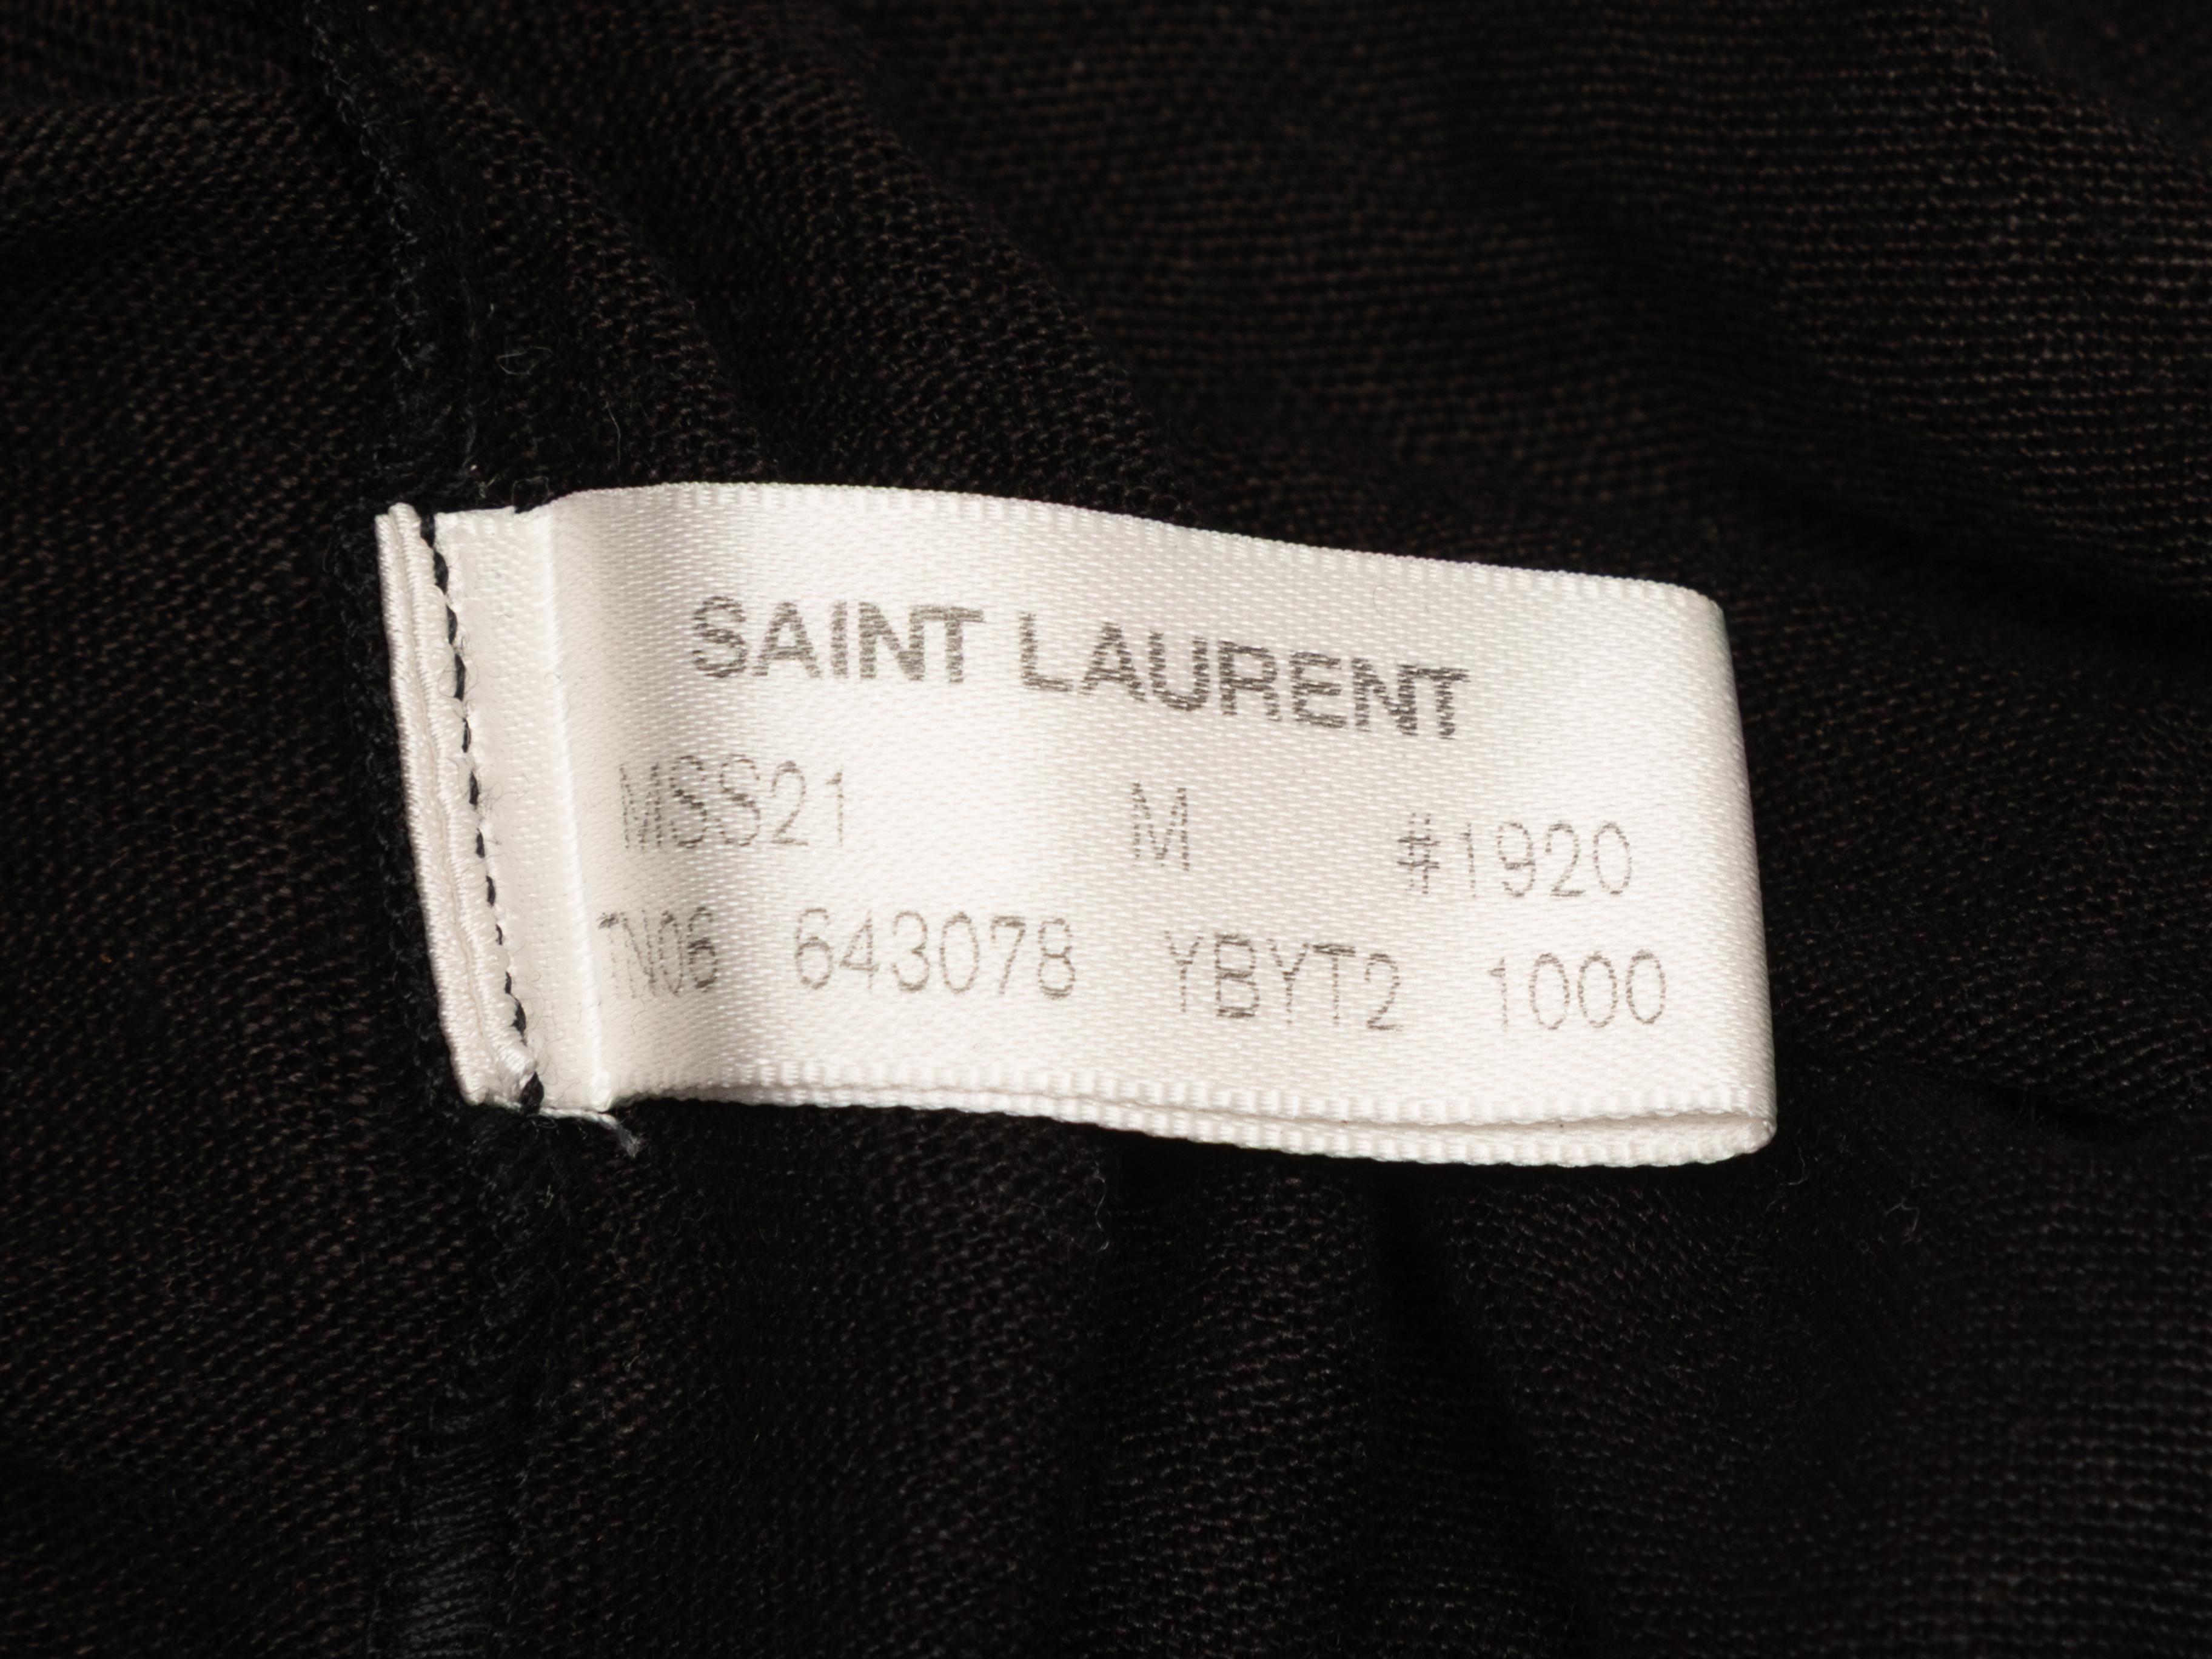 SAINT LAURENT
MSS21 M #1920
TN06 643078 YBYT2 1000